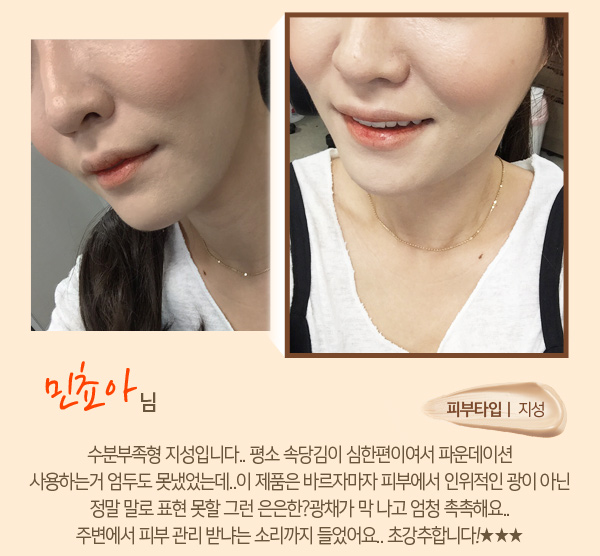 민쵸아 님
피부타입 | 지성
수분부족형 지성입니다.. 평소 속당김이 심한편이여서 파운데이션
사용하는거 엄두도 못냈었는데..이 제품은 바르자마자 피부에서 인위적인 광이 아닌
정말 말로 표현 못할 그런 은은한?광채가 막 나고 엄청 촉촉해요..
주변에서 피부 관리 받냐는 소리까지 들었어요.. 초강추합니다!★★★